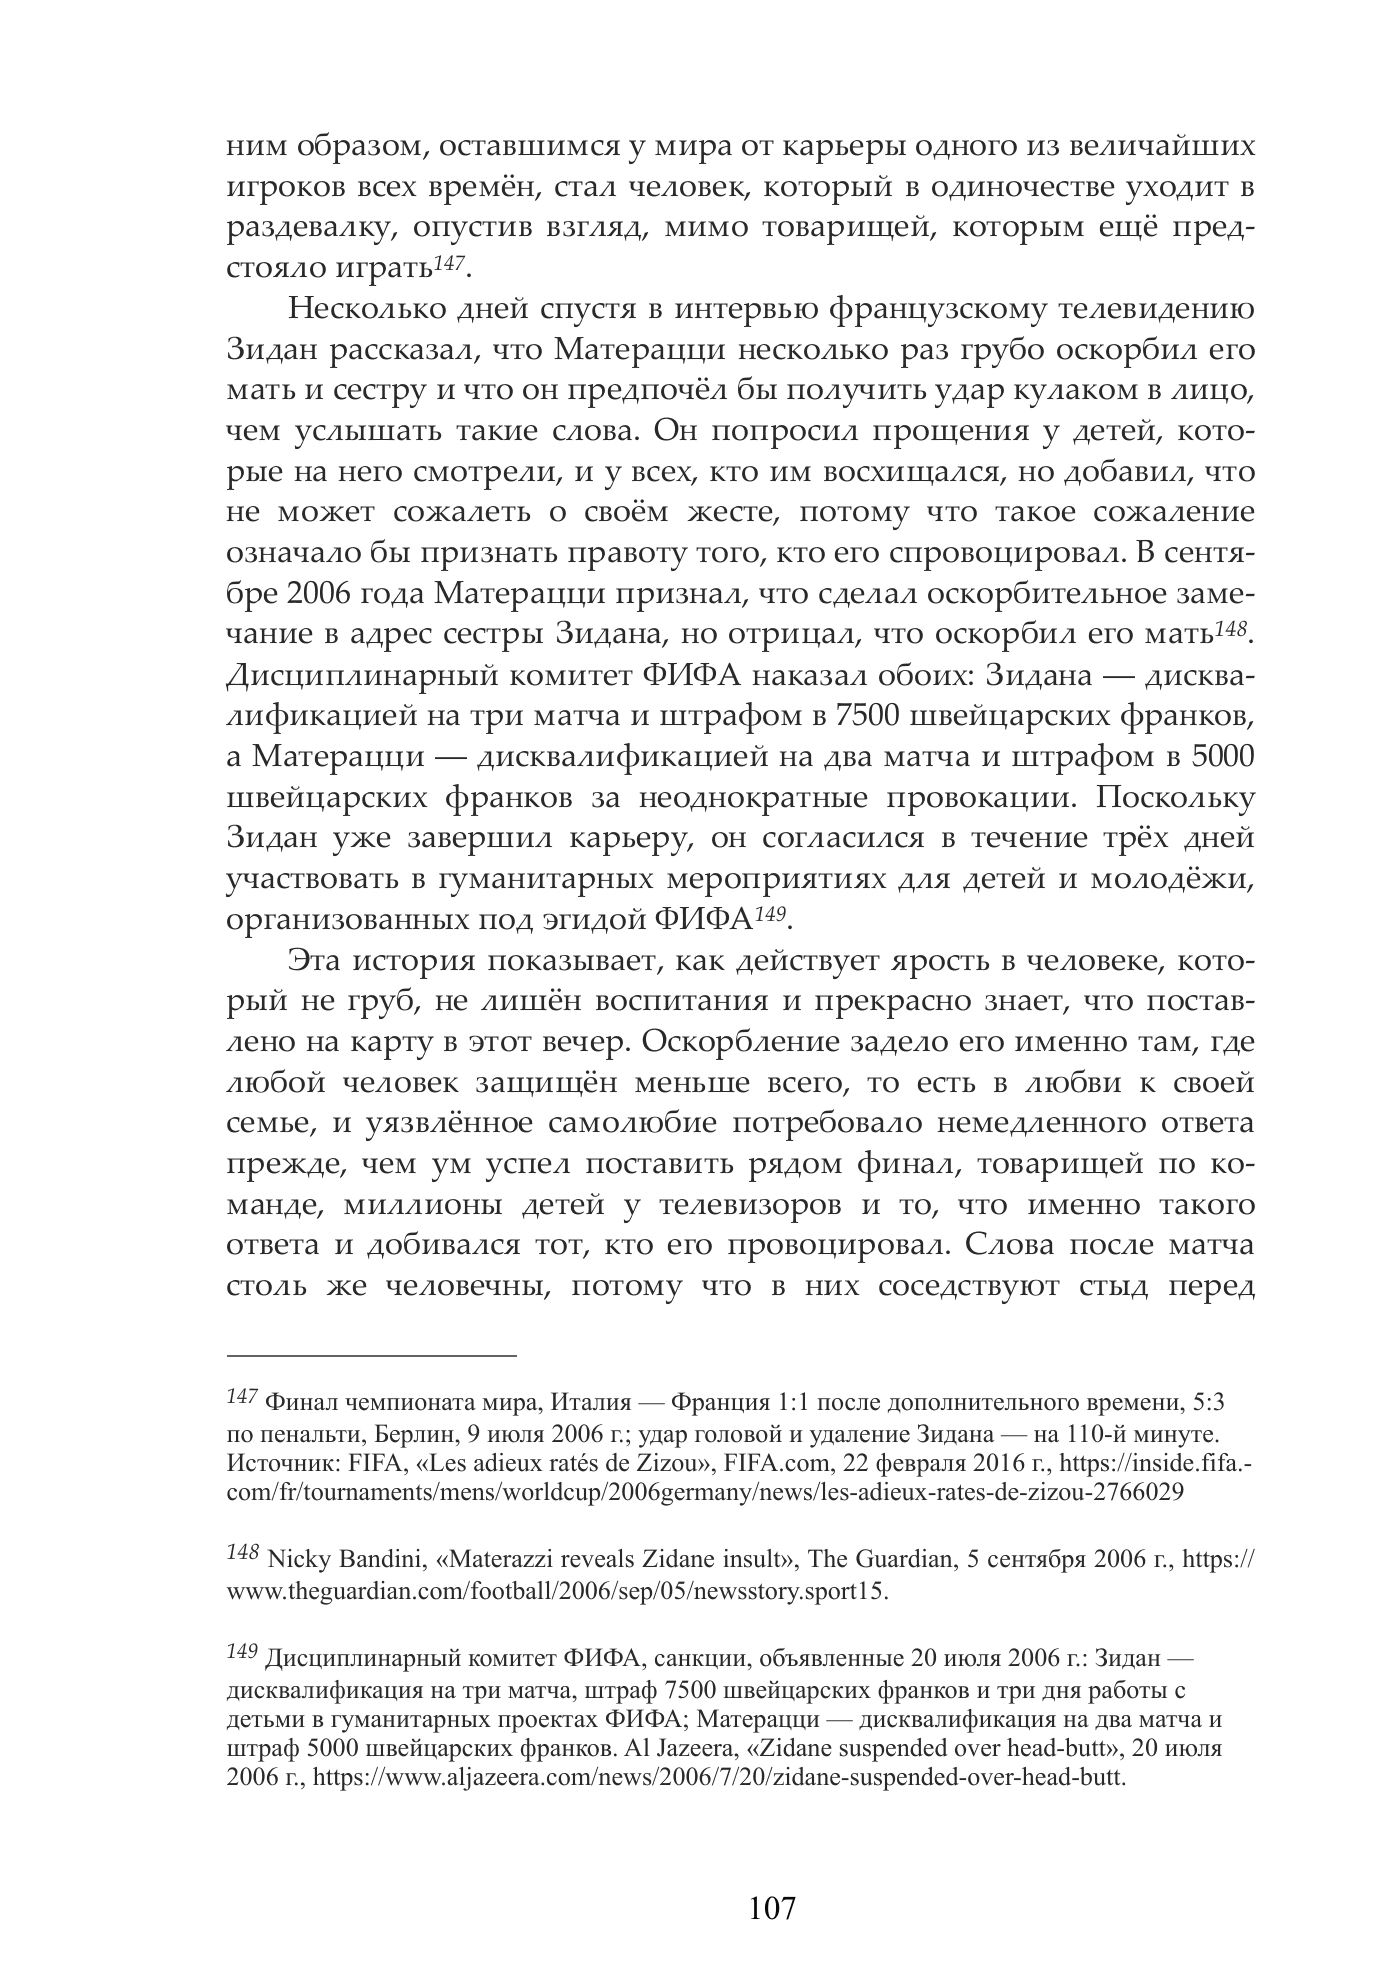 ним образом, оставшимся у мира от карьеры одного из величайших
игроков всех времён, стал человек, который в одиночестве уходит в
раздевалку, опустив взгляд, мимо товарищей, которым ещё пред-
стояло играть147.
Несколько дней спустя в интервью французскому телевидению
Зидан рассказал, что Матерацци несколько раз грубо оскорбил его
мать и сестру и что он предпочёл бы получить удар кулаком в лицо,
чем услышать такие слова. Он попросил прощения у детей, кото-
рые на него смотрели, и у всех, кто им восхищался, но добавил, что
не может сожалеть о своём жесте, потому что такое сожаление
означало бы признать правоту того, кто его спровоцировал. В сентя-
бре 2006 года Матерацци признал, что сделал оскорбительное заме-
чание в адрес сестры Зидана, но отрицал, что оскорбил его мать148.
Дисциплинарный комитет ФИФА наказал обоих: Зидана — дисква-
лификацией на три матча и штрафом в 7500 швейцарских франков,
а Матерацци — дисквалификацией на два матча и штрафом в 5000
швейцарских франков за неоднократные провокации. Поскольку
Зидан уже завершил карьеру, он согласился в течение трёх дней
участвовать в гуманитарных мероприятиях для детей и молодёжи,
организованных под эгидой ФИФА149.
Эта история показывает, как действует ярость в человеке, кото-
рый не груб, не лишён воспитания и прекрасно знает, что постав-
лено на карту в этот вечер. Оскорбление задело его именно там, где
любой человек защищён меньше всего, то есть в любви к своей
семье, и уязвлённое самолюбие потребовало немедленного ответа
прежде, чем ум успел поставить рядом финал, товарищей по ко-
манде, миллионы детей у телевизоров и то, что именно такого
ответа и добивался тот, кто его провоцировал. Слова после матча
столь же человечны, потому что в них соседствуют стыд перед
147 Финал чемпионата мира, Италия — Франция 1:1 после дополнительного времени, 5:3
по пенальти, Берлин, 9 июля 2006 г.; удар головой и удаление Зидана — на 110-й минуте.
Источник: FIFA, «Les adieux ratés de Zizou», FIFA.com, 22 февраля 2016 г., https://inside.fifa.-
com/fr/tournaments/mens/worldcup/2006germany/news/les-adieux-rates-de-zizou-2766029
148 Nicky Bandini, «Materazzi reveals Zidane insult», The Guardian, 5 сентября 2006 г., https://
www.theguardian.com/football/2006/sep/05/newsstory.sport15.
149 Дисциплинарный комитет ФИФА, санкции, объявленные 20 июля 2006 г.: Зидан —
дисквалификация на три матча, штраф 7500 швейцарских франков и три дня работы с
детьми в гуманитарных проектах ФИФА; Матерацци — дисквалификация на два матча и
штраф 5000 швейцарских франков. Al Jazeera, «Zidane suspended over head-butt», 20 июля
2006 г., https://www.aljazeera.com/news/2006/7/20/zidane-suspended-over-head-butt.
107